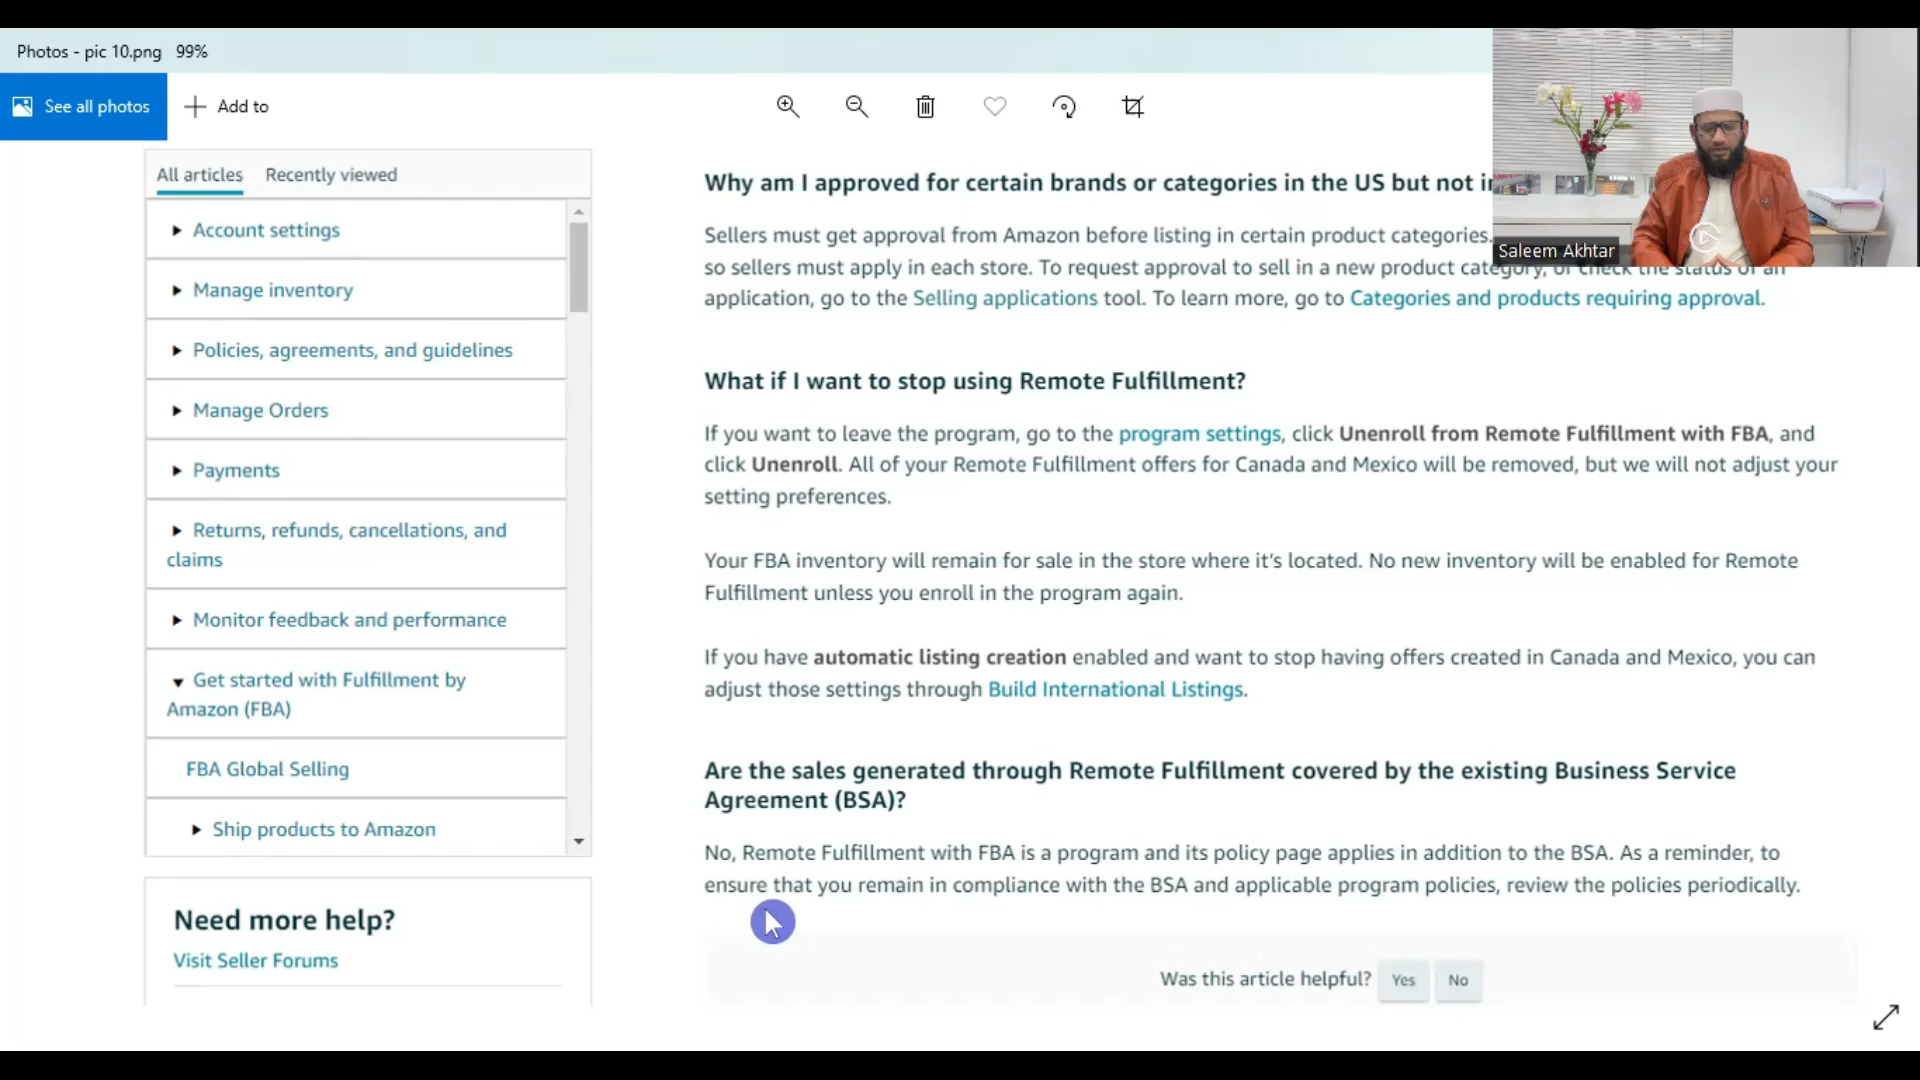 Photos - pic 10.png 99%
See all photos
Add to
All articles Recently viewed
Account settings
Manage inventory
Policies, agreements, and guidelines
Manage Orders
Payments
Returns, refunds, cancellations, and
claims
Monitor feedback and performance
Get started with Fulfillment by
Amazon (FBA)
FBA Global Selling
Ship products to Amazon
Need more help?
Visit Seller Forums
Why am I approved for certain brands or categories in the US but not
Sellers must get approval from Amazon before listing in certain product categories.
so sellers must apply in each store. To request approval to sell in a new product category, or check the status of an
application, go to the Selling applications tool. To learn more, go to Categories and products requiring approval.
What if I want to stop using Remote Fulfillment?
If you want to leave the program, go to the program settings, click Unenroll from Remote Fulfillment with FBA, and
click Unenroll. All of your Remote Fulfillment offers for Canada and Mexico will be removed, but we will not adjust your
setting preferences.
Your FBA inventory will remain for sale in the store where it's located. No new inventory will be enabled for Remote
Fulfillment unless you enroll in the program again.
If you have automatic listing creation enabled and want to stop having offers created in Canada and Mexico, you can
adjust those settings through Build International Listings.
Are the sales generated through Remote Fulfillment covered by the existing Business Service
Agreement (BSA)?
No, Remote Fulfillment with FBA is a program and its policy page applies in addition to the BSA. As a reminder, to
ensure that you remain in compliance with the BSA and applicable program policies, review the policies periodically.
Was this article helpful? Yes No
Saleem Akhtar